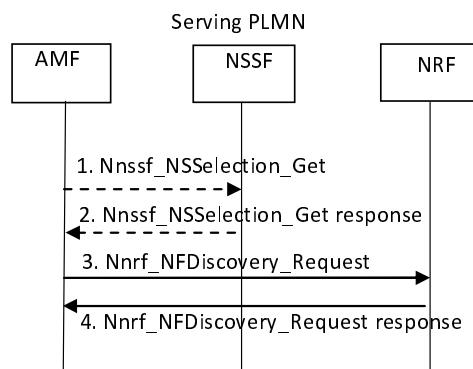 Serving PLMN
AMF
NSSF
NRF
1. Nnssf_NSSelection_Get
2. Nnssf_NSSelection_Get response
3. Nnrf_NFDiscovery_Request
4. Nnrf_NFDiscovery_Request response